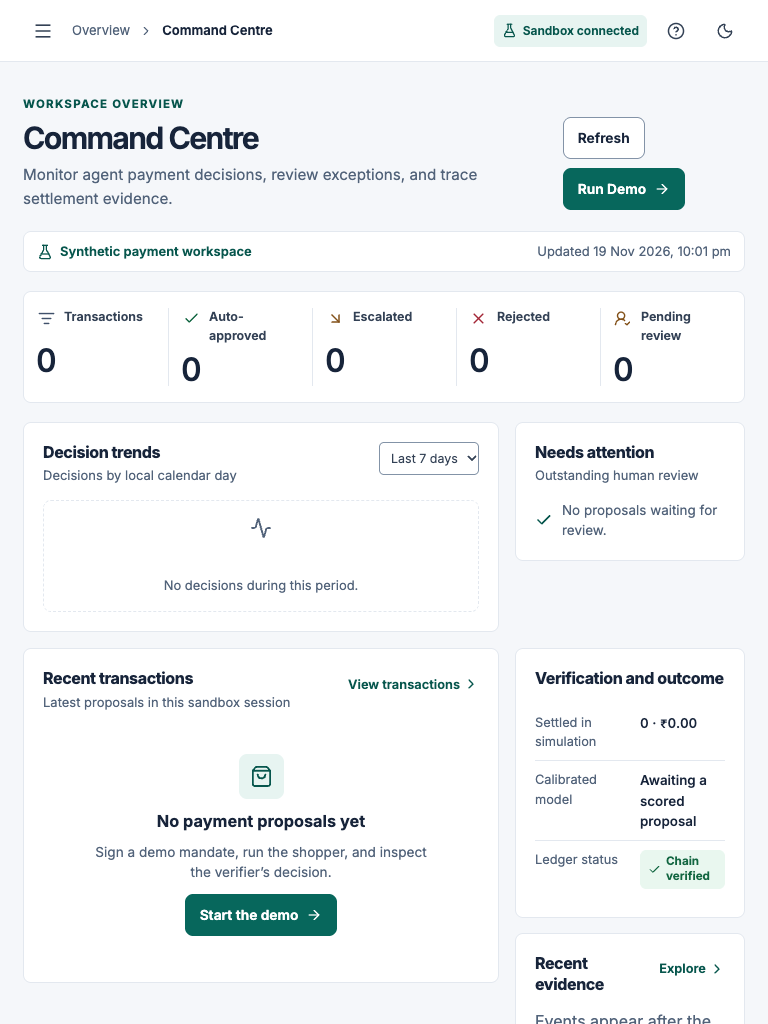 Overview
Command Centre
Sandbox connected
WORKSPACE OVERVIEW
Command Centre
Monitor agent payment decisions, review exceptions, and trace
settlement evidence.
Refresh
Run Demo
Synthetic payment workspace
Updated 19 Nov 2026, 10:01 pm
Transactions
0
Auto-
approved
0
Escalated
0
Rejected
0
Pending
review
0
Decision trends
Decisions by local calendar day
Last 7 days
No decisions during this period.
Needs attention
Outstanding human review
No proposals waiting for
review.
Recent transactions
Latest proposals in this sandbox session
View transactions
No payment proposals yet
Sign a demo mandate, run the shopper, and inspect
the verifier’s decision.
Start the demo
Verification and outcome
Settled in
simulation
0 · ₹0.00
Calibrated
model
Awaiting a
scored
proposal
Ledger status
Chain
verified
Recent
evidence
Explore
Events appear after the